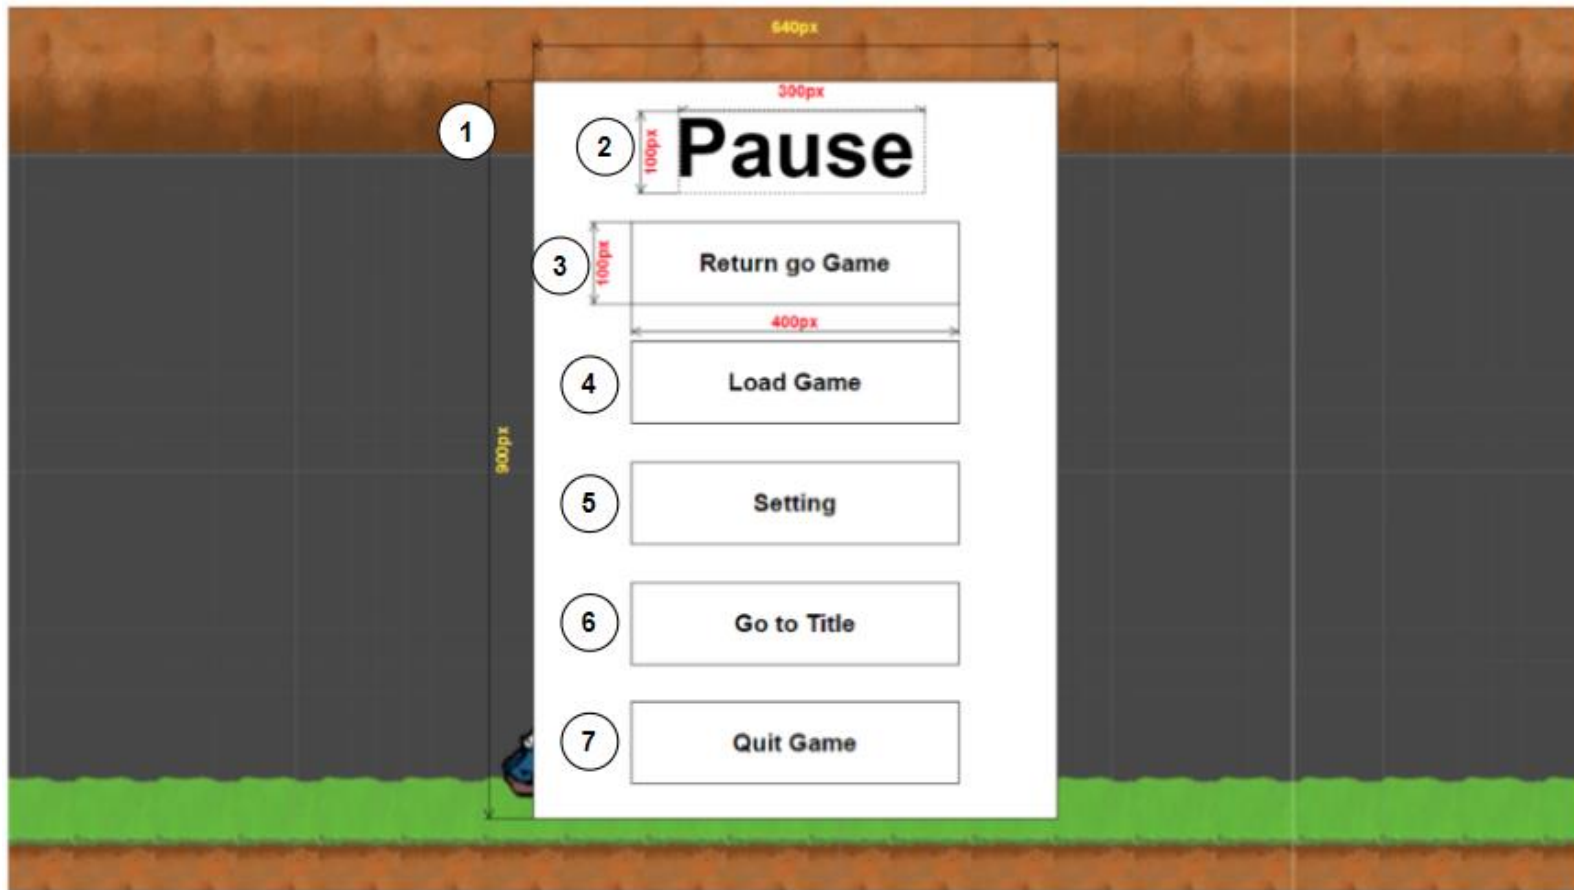 640px
1
300px
2
100px
Pause
3
100px
Return go Game
400px
4
Load Game
900px
5
Setting
6
Go to Title
7
Quit Game